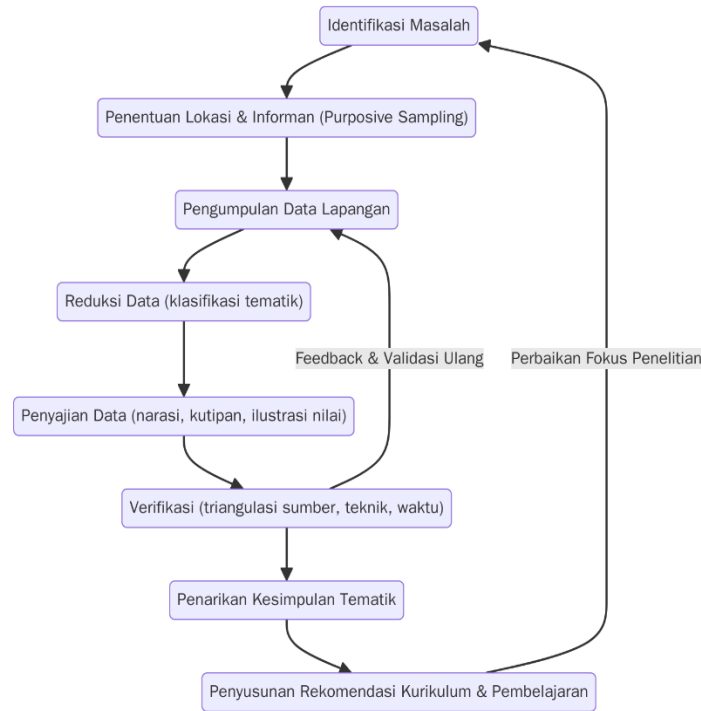 Identifikasi Masalah
Penentuan Lokasi & Informan (Purposive Sampling)
Pengumpulan Data Lapangan
Reduksi Data (klasifikasi tematik)
Feedback & Validasi Ulang
Perbaikan Fokus Penelitian
Penyajian Data (narasi, kutipan, ilustrasi nilai)
Verifikasi (triangulasi sumber, teknik, waktu)
Penarikan Kesimpulan Tematik
Penyusunan Rekomendasi Kurikulum & Pembelajaran